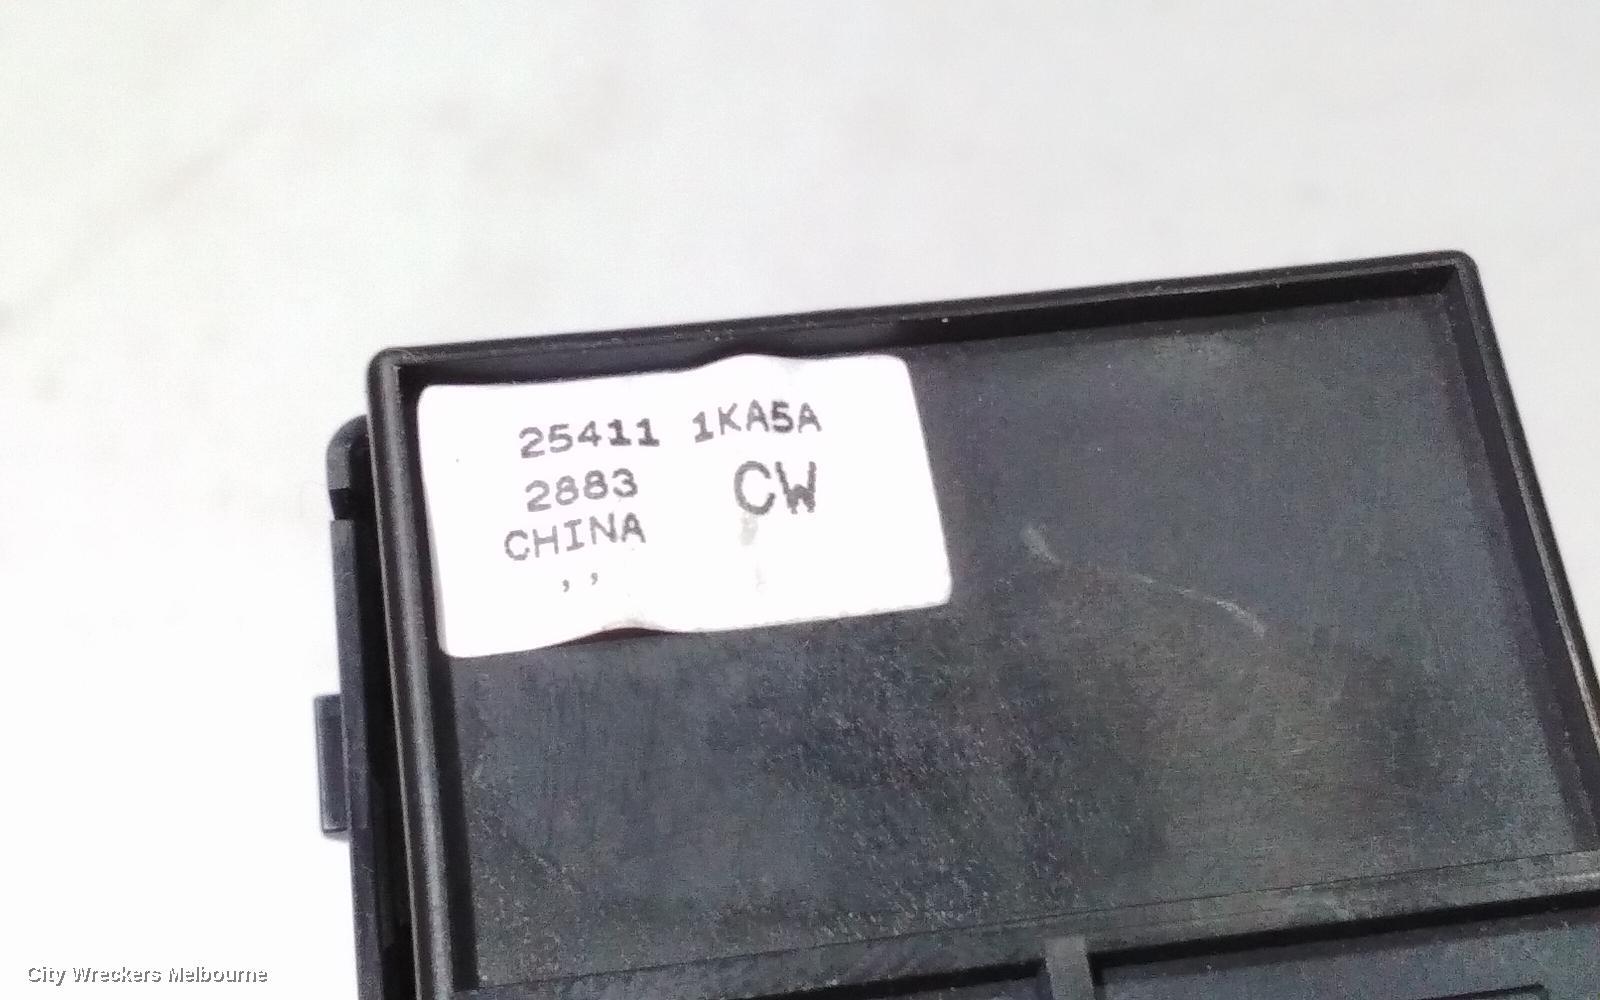 25411 1KA5A
2883 CW
CHINA
, ,
City Wreckers Melbourne